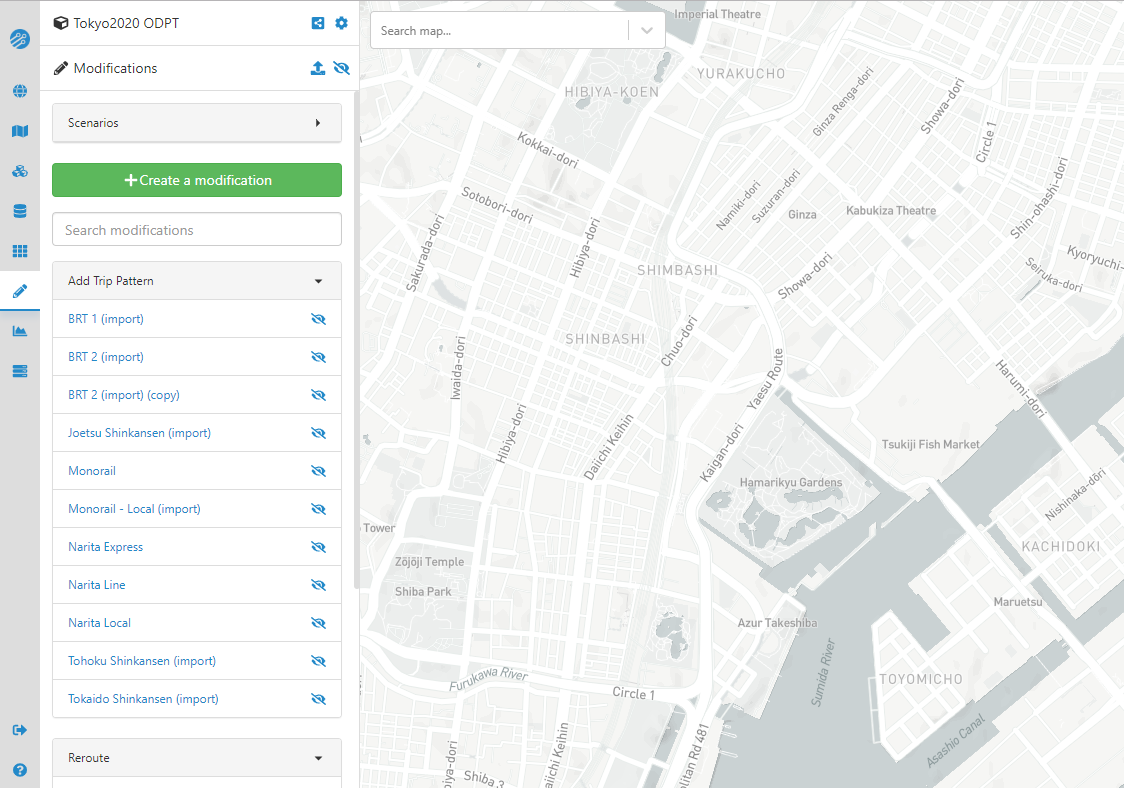 Tokyo2020 ODPT
Modifications
Scenarios
Create a modification
Search modifications
Add Trip Pattern
BRT 1 (import)
BRT 2 (import)
BRT 2 (import) (copy)
Joetsu Shinkansen (import)
Monorail
Monorail - Local (import)
Narita Express
Narita Line
Narita Local
Tohoku Shinkansen (import)
Tokaido Shinkansen (import)
Reroute
Search map...
Imperial Theatre
YURAKUCHO
HIBIYA-KOEN
Ginza Renga-dori
Showa-dori
Circle 1
Kokkai-dori
Sotobori-dori
Namiki-dori
Suzuran-dori
Ginza
Kabukiza Theatre
Shin-ohashi-dori
Sakurada-dori
Hibiya-dori
SHIMBASHI
Showa-dori
Kyoryuchi-
Seiruka-dori
SHINBASHI
Chuo-dori
Iwaida-dori
Yaesu Route
Harumi-dori
Hibiya-dori
Daiichi Keihin
Kaigan-dori
Tsukiji Fish Market
Hamarikyu Gardens
Nishinaka-dōri
Tower
KACHIDOKI
Zōjōji Temple
Shiba Park
Maruetsu
Azur Takeshiba
Sumida River
Furukawa River
Circle 1
TOYOMICHO
Asashio Canal
iya-dori
Shiba 3
aiichi Keihin
olitan Rd 481